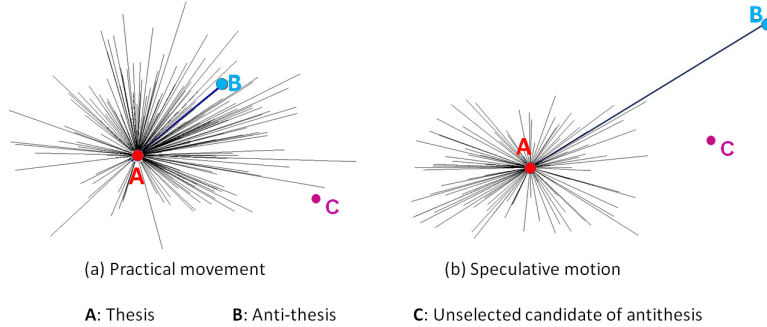 B
B
A
A
C
C
(a) Practical movement
(b) Speculative motion
A: Thesis
B: Anti-thesis
C: Unselected candidate of antithesis